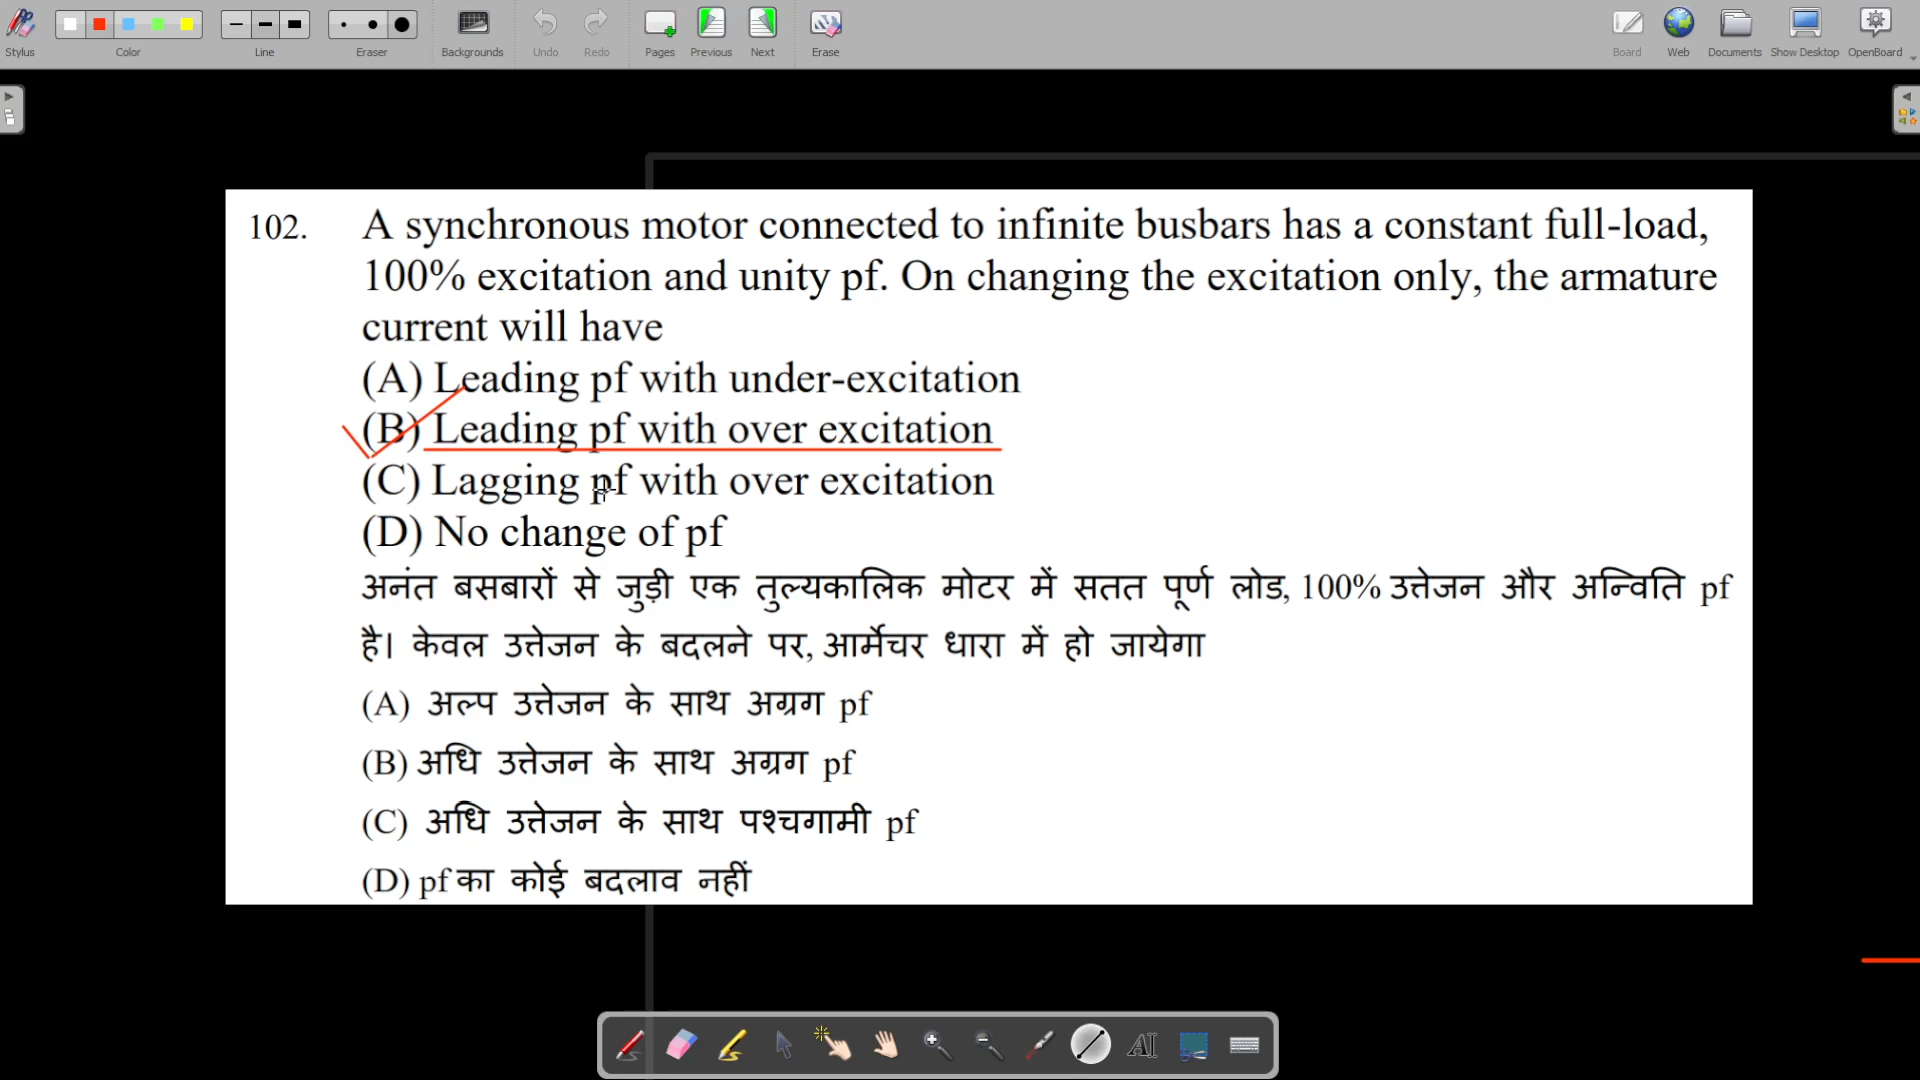 Stylus
Color
Line
Eraser
Backgrounds
Undo
Redo
Pages
Previous
Next
Erase
Board
Web
Documents
Show Desktop
OpenBoard
102. A synchronous motor connected to infinite busbars has a constant full-load,
100% excitation and unity pf. On changing the excitation only, the armature
current will have
(A) Leading pf with under-excitation
(B) Leading pf with over excitation
(C) Lagging pf with over excitation
(D) No change of pf
अनंत बसबारों से जुड़ी एक तुल्यकालिक मोटर में सतत पूर्ण लोड, 100% उत्तेजन और अन्विति pf
है। केवल उत्तेजन के बदलने पर, आर्मेचर धारा में हो जायेगा
(A) अल्प उत्तेजन के साथ अग्रग pf
(B) अधि उत्तेजन के साथ अग्रग pf
(C) अधि उत्तेजन के साथ पश्चगामी pf
(D) pf का कोई बदलाव नहीं
AI